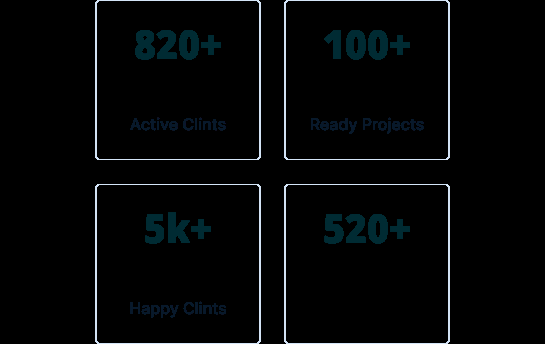 820+
100+
Active Clints
Ready Projects
5k+
520+
Happy Clints